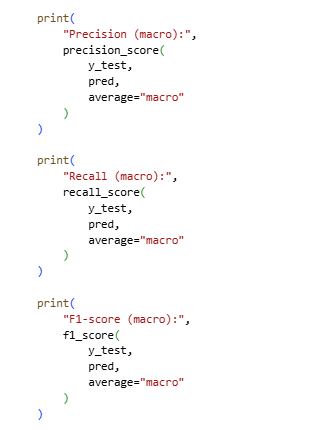 print(
    "Precision (macro):",
    precision_score(
        y_test,
        pred,
        average="macro"
    )
)
print(
    "Recall (macro):",
    recall_score(
        y_test,
        pred,
        average="macro"
    )
)
print(
    "F1-score (macro):",
    f1_score(
        y_test,
        pred,
        average="macro"
    )
)